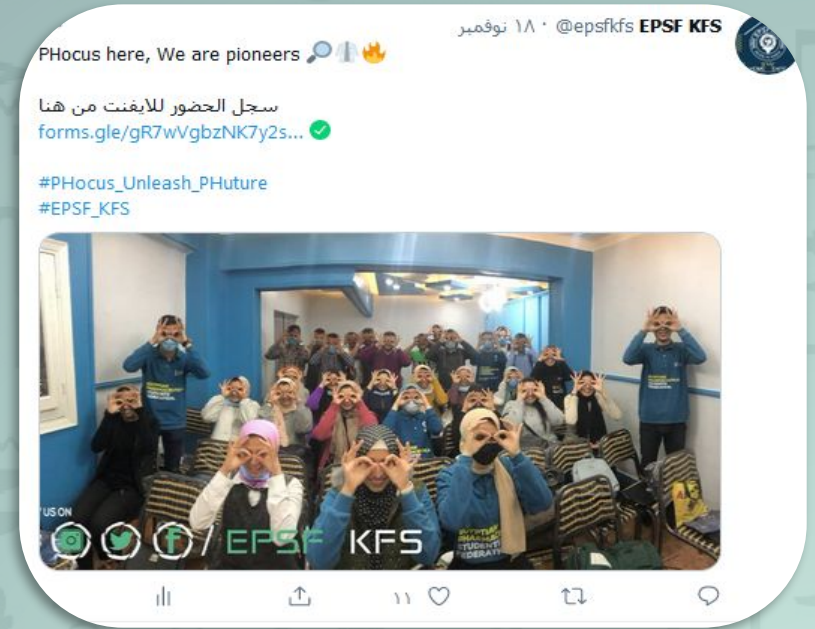 EPSF KFS @epsfkfs · ١٨ نوفمبر
PHocus here, We are pioneers
سجل الحضور للايفنت من هنا
forms.gle/gR7wVgbzNK7y2s...
#PHocus_Unleash_PHuture
#EPSF_KFS
US ON
/ EPSF KFS
١١